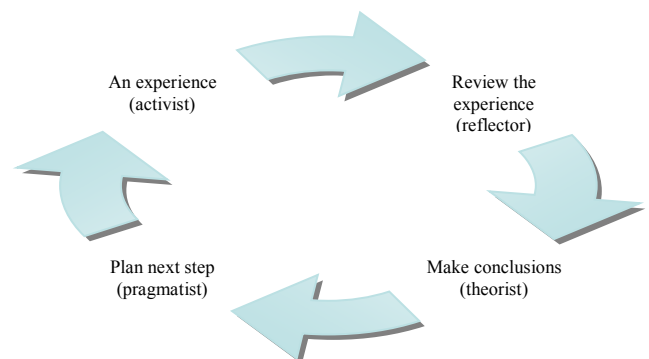 An experience
(activist)
Review the
experience
(reflector)
Make conclusions
(theorist)
Plan next step
(pragmatist)